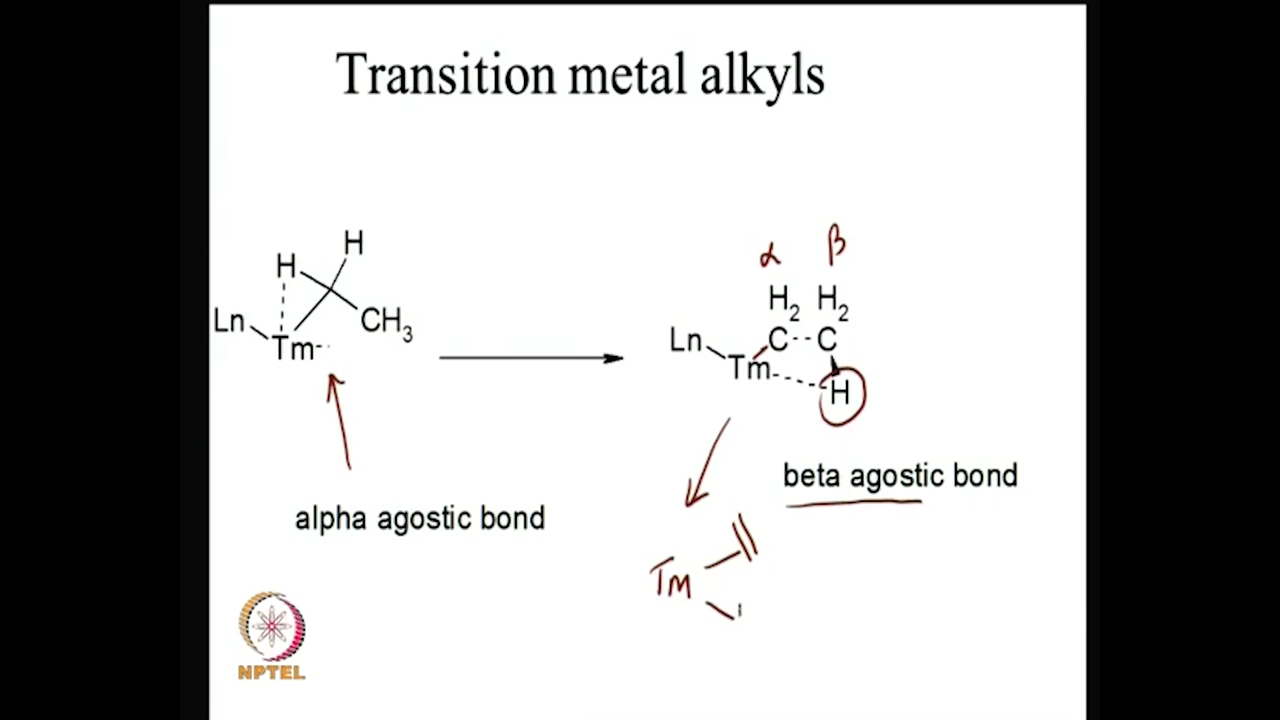 Transition metal alkyls
H
H
Ln
Tm
CH3
alpha agostic bond
α β
H2 H2
Ln
C C
Tm
H
beta agostic bond
Tm
NPTEL